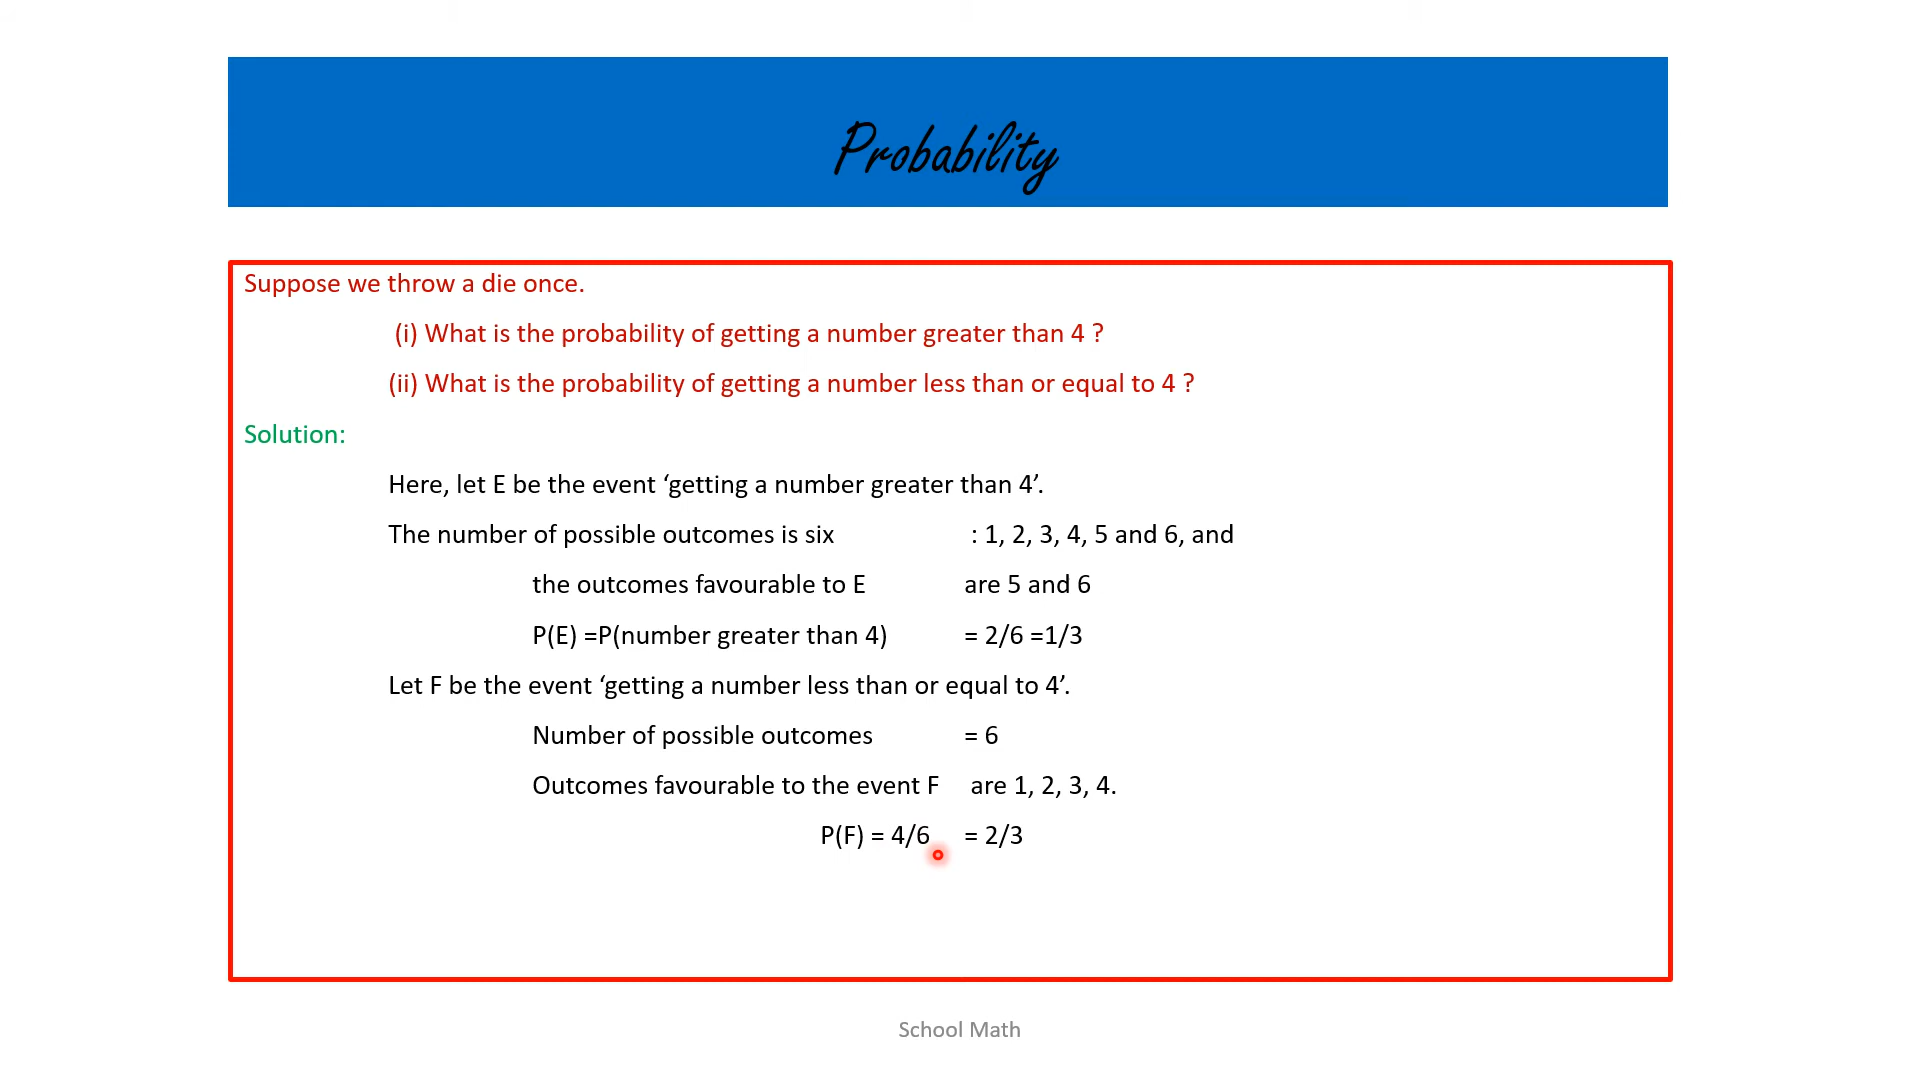 Probability
Suppose we throw a die once.
(i) What is the probability of getting a number greater than 4 ?
(ii) What is the probability of getting a number less than or equal to 4 ?
Solution:
Here, let E be the event ‘getting a number greater than 4’.
The number of possible outcomes is six : 1, 2, 3, 4, 5 and 6, and
the outcomes favourable to E are 5 and 6
P(E) =P(number greater than 4) = 2/6 =1/3
Let F be the event ‘getting a number less than or equal to 4’.
Number of possible outcomes = 6
Outcomes favourable to the event F are 1, 2, 3, 4.
P(F) = 4/6 = 2/3
School Math